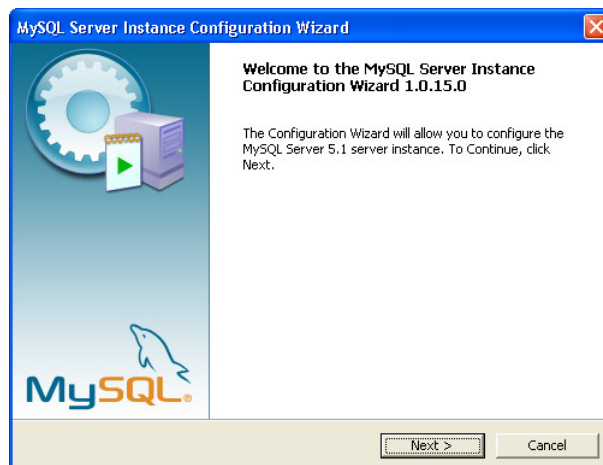 MySQL Server Instance Configuration Wizard
Welcome to the MySQL Server Instance
Configuration Wizard 1.0.15.0
The Configuration Wizard will allow you to configure the
MySQL Server 5.1 server instance. To Continue, click
Next.
MySQL®
Next >
Cancel